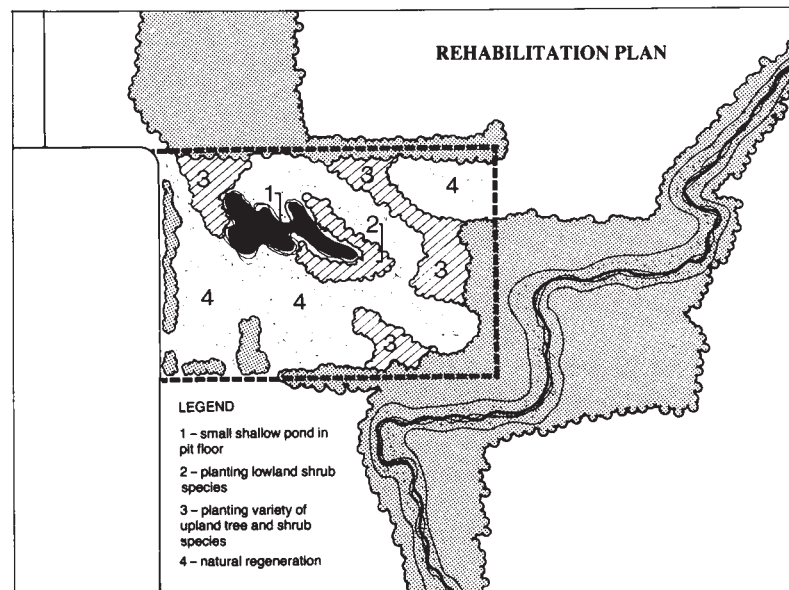 REHABILITATION PLAN
3
3
4
1
2
3
4
4
3
LEGEND
1 – small shallow pond in
pit floor
2 – planting lowland shrub
species
3 – planting variety of
upland tree and shrub
species
4 – natural regeneration